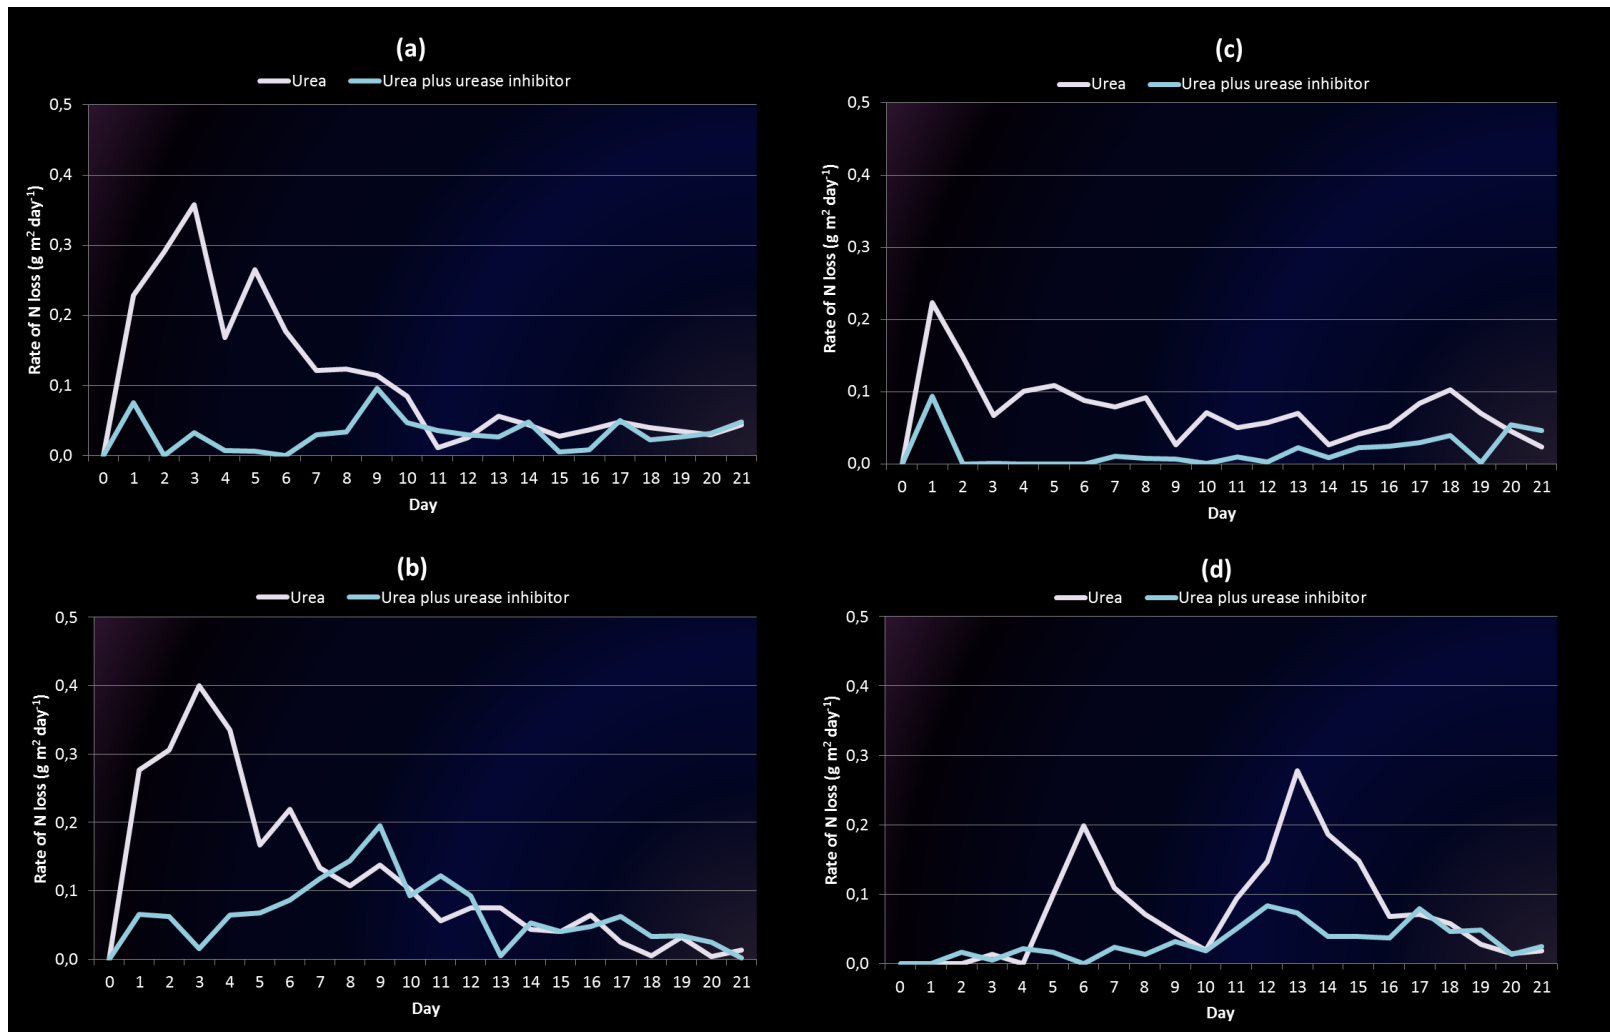 (a)
Urea Urea plus urease inhibitor
0,5
0,4
0,3
0,2
0,1
0,0
Rate of N loss (g m² day⁻¹)
0 1 2 3 4 5 6 7 8 9 10 11 12 13 14 15 16 17 18 19 20 21
Day
(c)
Urea Urea plus urease inhibitor
0,5
0,4
0,3
0,2
0,1
0,0
Rate of N loss (g m² day⁻¹)
0 1 2 3 4 5 6 7 8 9 10 11 12 13 14 15 16 17 18 19 20 21
Day
(b)
Urea Urea plus urease inhibitor
0,5
0,4
0,3
0,2
0,1
0,0
Rate of N loss (g m² day⁻¹)
0 1 2 3 4 5 6 7 8 9 10 11 12 13 14 15 16 17 18 19 20 21
Day
(d)
Urea Urea plus urease inhibitor
0,5
0,4
0,3
0,2
0,1
0,0
Rate of N loss (g m² day⁻¹)
0 1 2 3 4 5 6 7 8 9 10 11 12 13 14 15 16 17 18 19 20 21
Day